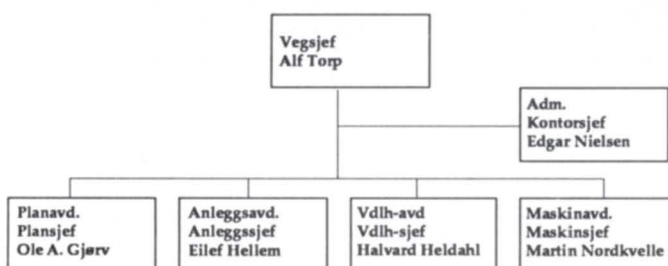 Vegsjef
Alf Torp
Adm.
Kontorsjef
Edgar Nielsen
Planavd.
Plansjef
Ole A. Gjørv
Anleggsavd.
Anleggssjef
Eilef Hellem
Vdlh-avd
Vdlh-sjef
Halvard Heldahl
Maskinavd.
Maskinsjef
Martin Nordkvelle